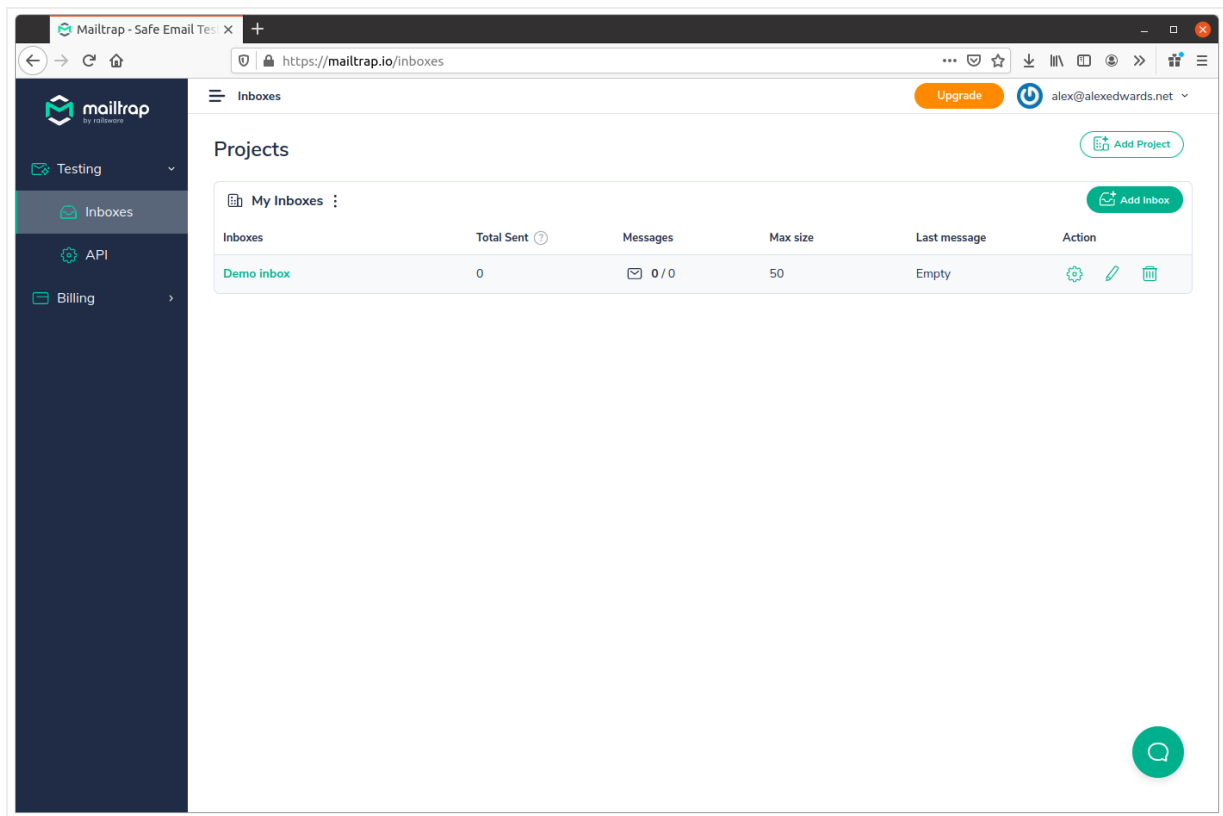 Mailtrap - Safe Email Tes
https://mailtrap.io/inboxes
mailtrap
by railsware
Inboxes
Upgrade
alex@alexedwards.net
Testing
Inboxes
API
Billing
Projects
Add Project
My Inboxes
Add Inbox
Inboxes Total Sent ? Messages Max size Last message Action
Demo inbox 0 0 / 0 50 Empty